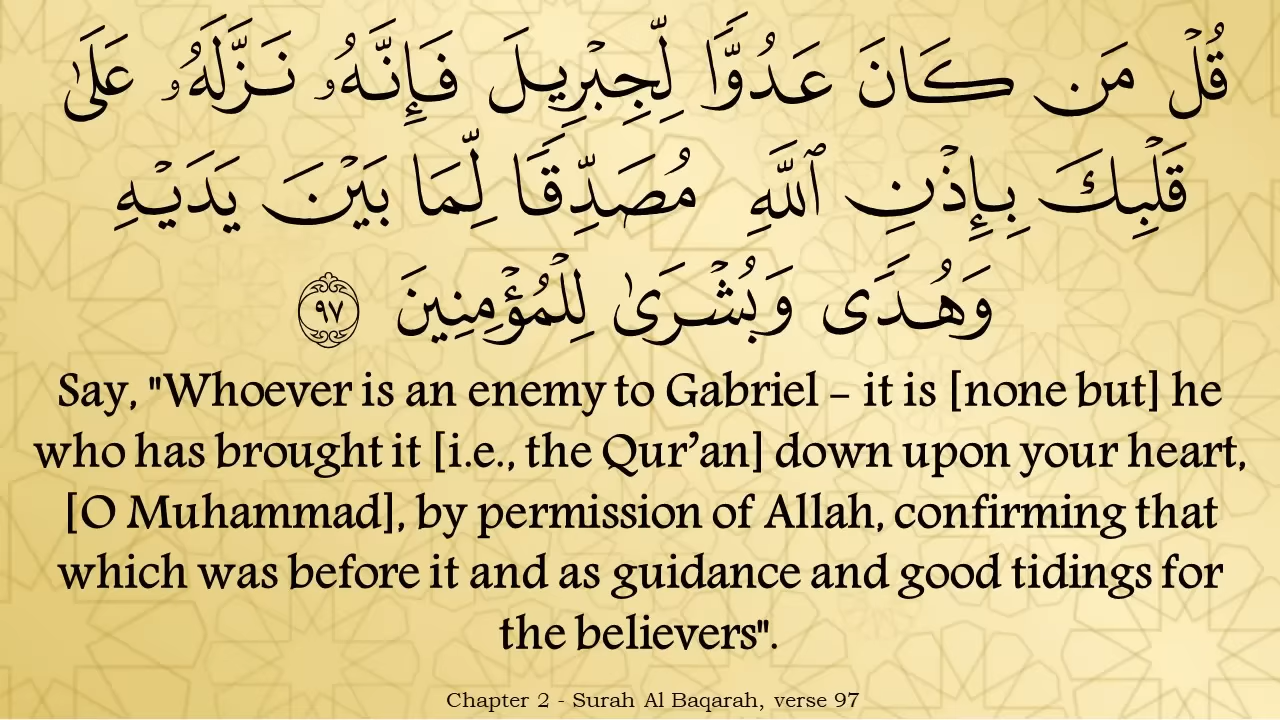 قُلْ مَن كَانَ عَدُوًّا لِّجِبْرِيلَ فَإِنَّهُۥ نَزَّلَهُۥ عَلَىٰ
قَلْبِكَ بِإِذْنِ ٱللَّهِ مُصَدِّقًا لِّمَا بَيْنَ يَدَيْهِ
وَهُدًى وَبُشْرَىٰ لِلْمُؤْمِنِينَ ٩٧
Say, "Whoever is an enemy to Gabriel – it is [none but] he
who has brought it [i.e., the Qur’an] down upon your heart,
[O Muhammad], by permission of Allah, confirming that
which was before it and as guidance and good tidings for
the believers".
Chapter 2 - Surah Al Baqarah, verse 97